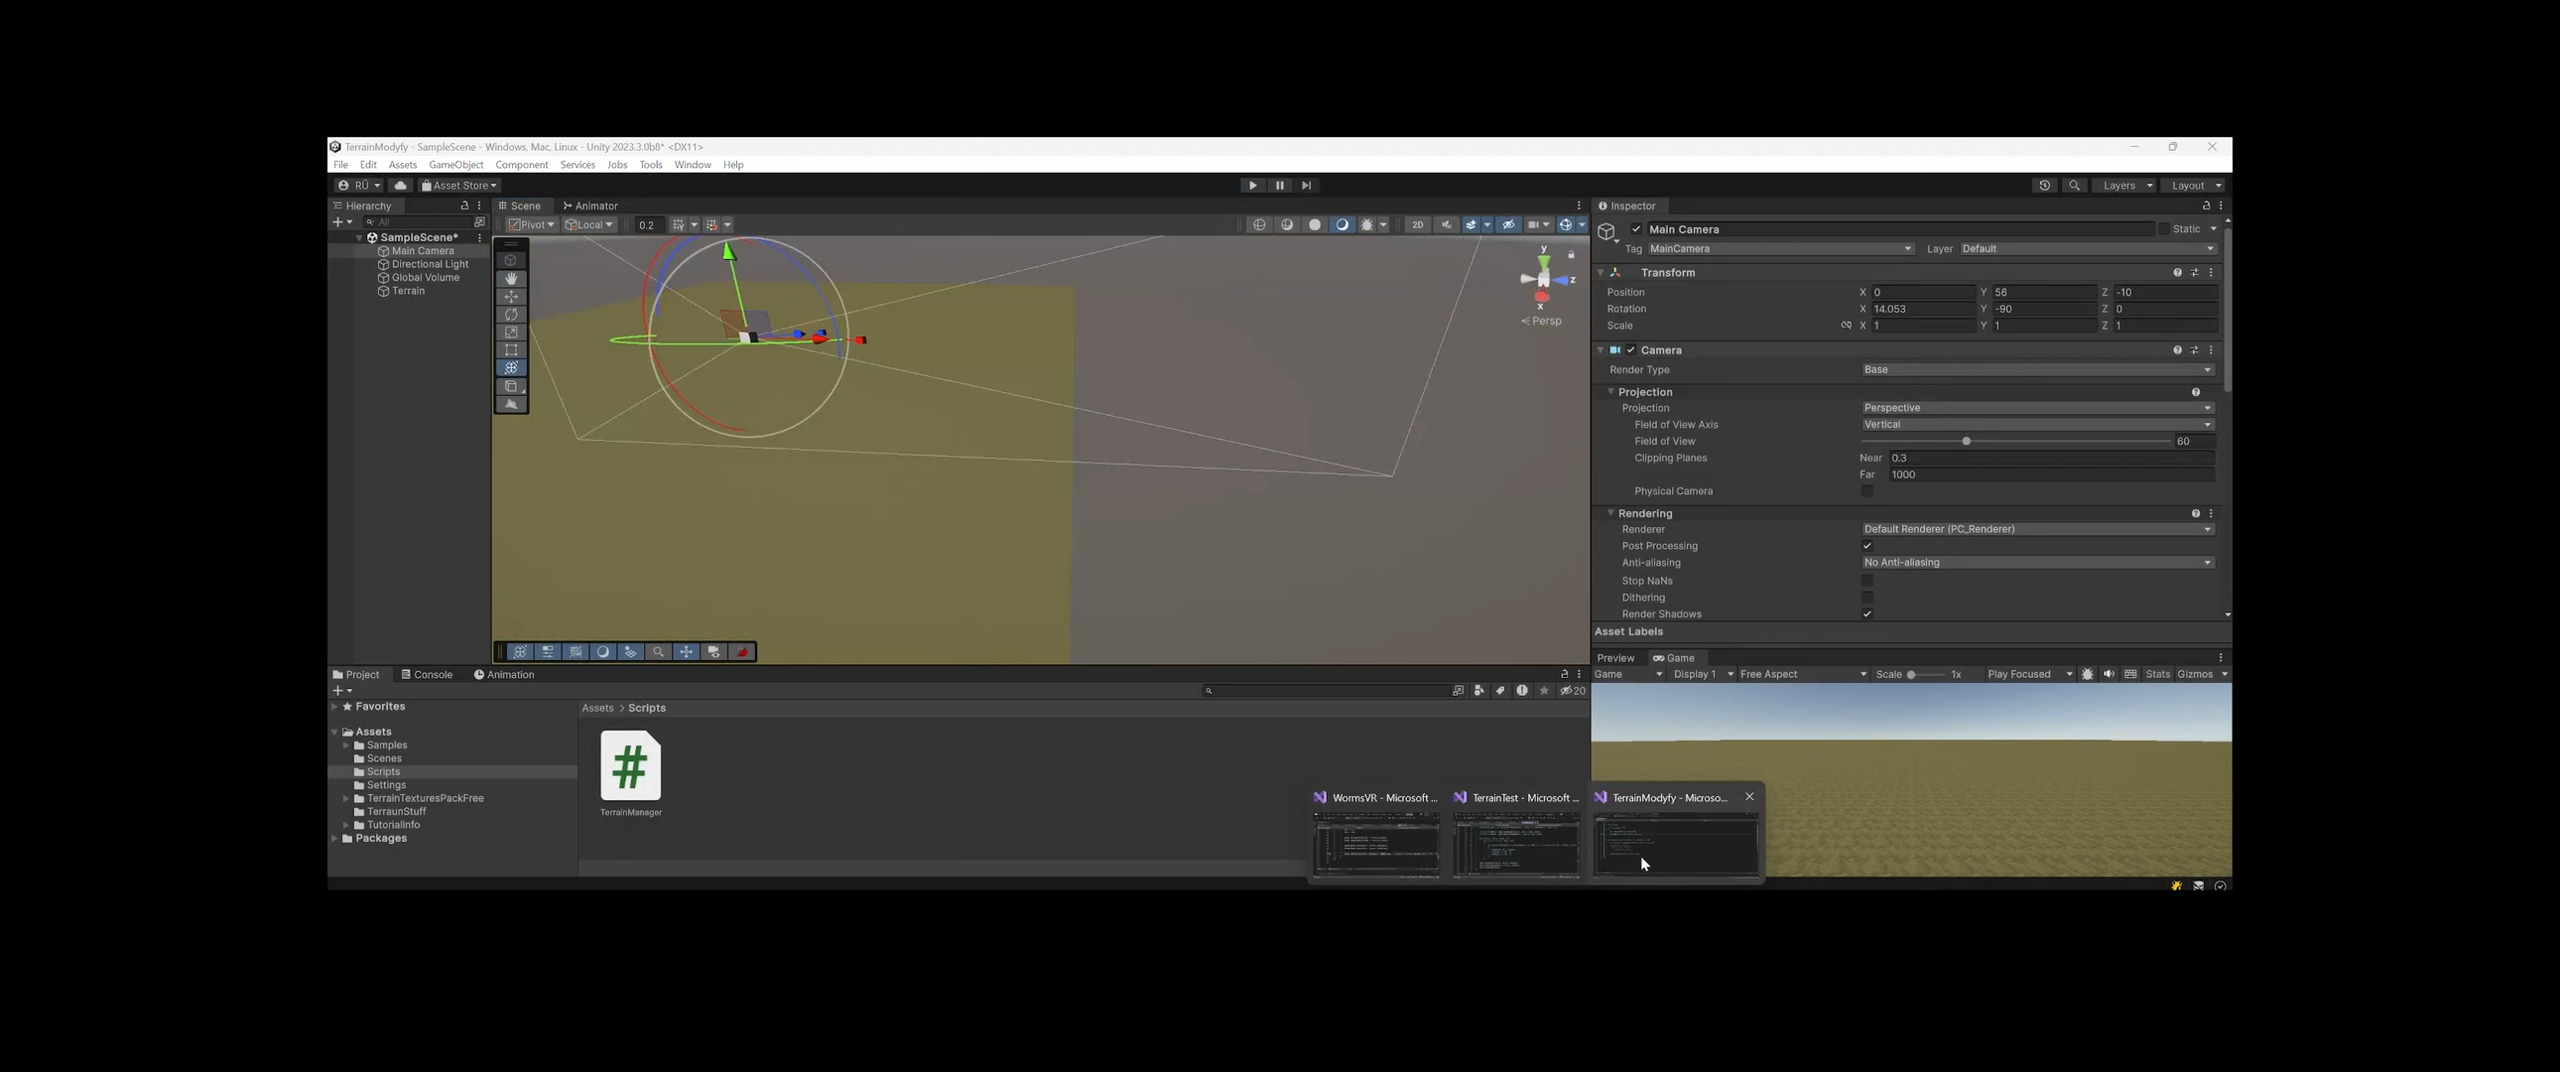 TerrainModyfy - SampleScene - Windows, Mac, Linux - Unity 2023.3.0b8* <DX11>
File Edit Assets GameObject Component Services Jobs Tools Window Help
RÜ Asset Store Layers Layout
Hierarchy
All
SampleScene*
Main Camera
Directional Light
Global Volume
Terrain
Scene Animator
Pivot Local 0.2 2D
y
z
x
Persp
Inspector
Main Camera Static
Tag MainCamera Layer Default
Transform
Position X 0 Y 56 Z -10
Rotation X 14.053 Y -90 Z 0
Scale X 1 Y 1 Z 1
Camera
Render Type Base
Projection
Projection Perspective
Field of View Axis Vertical
Field of View 60
Clipping Planes Near 0.3
Far 1000
Physical Camera
Rendering
Renderer Default Renderer (PC_Renderer)
Post Processing
Anti-aliasing No Anti-aliasing
Stop NaNs
Dithering
Render Shadows
Asset Labels
Preview Game
Game Display 1 Free Aspect Scale 1x Play Focused Stats Gizmos
Project Console Animation
20
Favorites
Assets
Samples
Scenes
Scripts
Settings
TerrainTexturesPackFree
TerraunStuff
TutorialInfo
Packages
Assets > Scripts
#
TerrainManager
WormsVR - Microsoft ...
TerrainTest - Microsoft ...
TerrainModyfy - Microso...